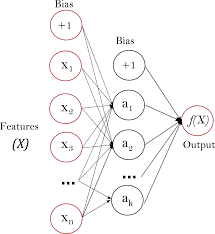 Bias
+1
Bias
x₁
+1
x₂
a₁
Features
(X)
x₃
a₂
f(X)
Output
...
...
xₙ
aₖ